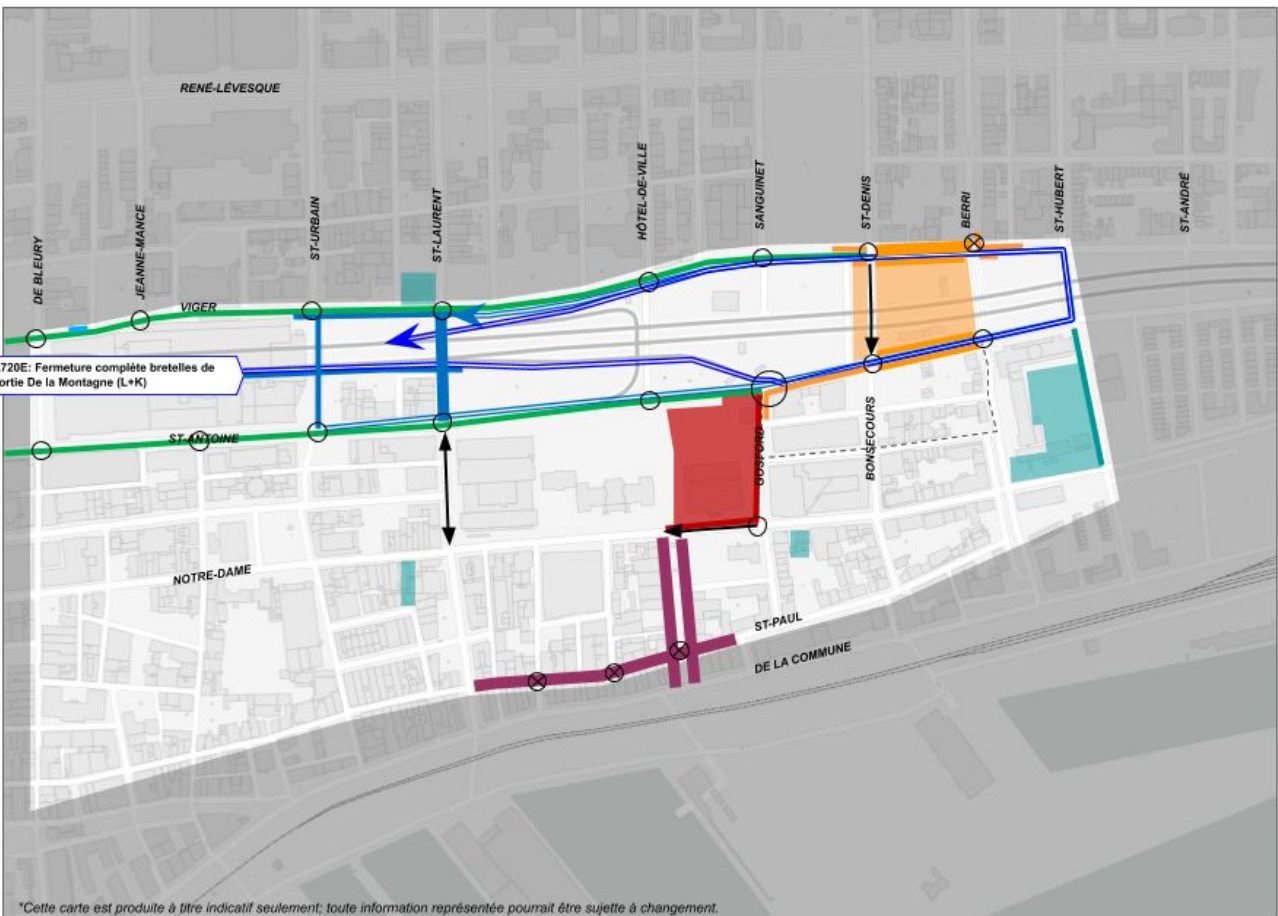 RENÉ-LÉVESQUE
DE BLEURY
JEANNE-MANCE
ST-URBAIN
ST-LAURENT
HÔTEL-DE-VILLE
SANGUINET
ST-DENIS
BERRI
ST-HUBERT
ST-ANDRÉ
VIGER
720E: Fermeture complète bretelles de
ortie De la Montagne (L+K)
ST-ANTOINE
GOSFORD
BONSECOURS
NOTRE-DAME
ST-PAUL
DE LA COMMUNE
*Cette carte est produite à titre indicatif seulement; toute information représentée pourrait être sujette à changement.